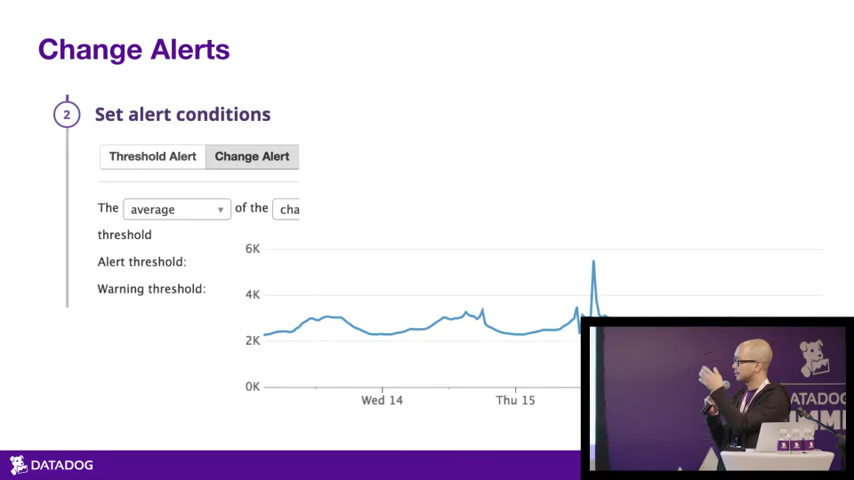 Change Alerts
2
Set alert conditions
Threshold Alert Change Alert
The average of the cha
threshold
Alert threshold:
Warning threshold:
6K
4K
2K
0K
Wed 14 Thu 15
ATADOG
DATADOG